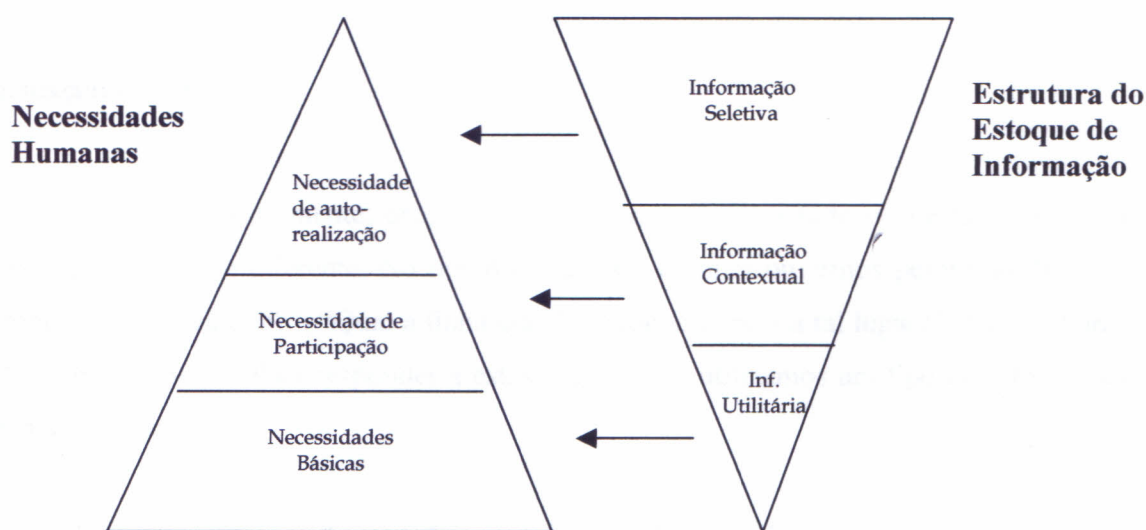 Necessidades
Humanas
Necessidade
de auto-
realização
Necessidade de
Participação
Necessidades
Básicas
Informação
Seletiva
Informação
Contextual
Inf.
Utilitária
Estrutura do
Estoque de
Informação